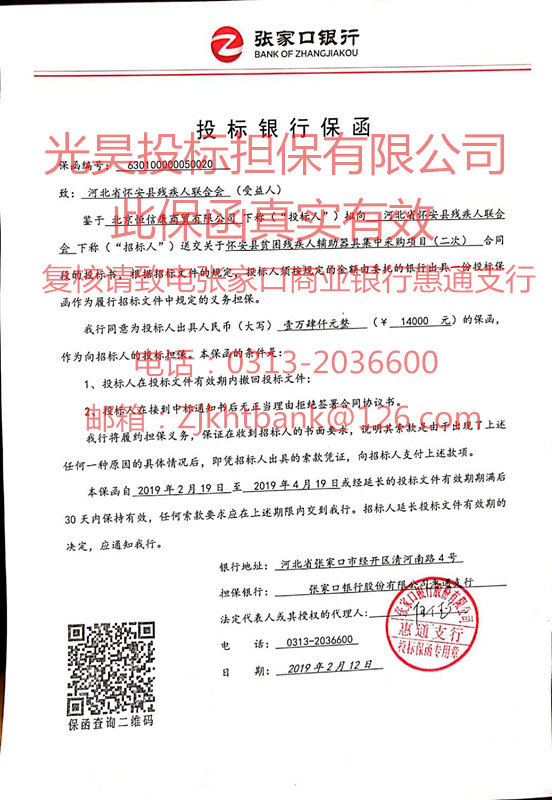 张家口银行
BANK OF ZHANGJIAKOU
投标银行保函
光昊投标担保有限公司
保函编号：630100000050020
致：河北省怀安县残疾人联合会（受益人）
此保函真实有效
鉴于北京恒信康商贸有限公司下称（“投标人”）拟向 河北省怀安县残疾人联合
会下称（“招标人”）送交关于怀安县贫困残疾人辅助器具集中采购项目（二次） 合同
段的投标书，根据招标文件的规定，投标人须按规定的金额由委托的银行出具一份投标保
复核请致电张家口商业银行惠通支行
函作为履行招标文件中规定的义务担保。
我行同意为投标人出具人民币（大写）壹万肆仟元整 （￥ 14000 元）的保函，
作为向招标人的投标担保。本保函的条件是：
电话：0313-2036600
1、投标人在投标文件有效期内撤回投标文件；
2、投标人在接到中标通知书后无正当理由拒绝签署合同协议书。
邮箱：Zjkhtbank@126.com
我行将履约担保义务，保证在收到招标人的书面要求，说明其索款是由于出现了上述
任何一种原因的具体情况后，即凭招标人出具的索款凭证，向招标人支付上述款项。
本保函自 2019 年 2 月 19 日 至 2019 年 4 月 19 日或经延长的投标文件有效期期满后
30 天内保持有效，任何索款要求应在上述期限内交到我行。招标人延长投标文件有效期的
决定，应通知我行。
银行地址： 河北省张家口市经开区清河南路 4 号
担保银行： 张家口银行股份有限公司惠通支行
法定代表人或其授权的代理人：
电 话： 0313-2036600
日 期： 2019 年 2 月 12 日
张家口银行股份有限公司
惠通支行
投标保函专用章
保函查询二维码